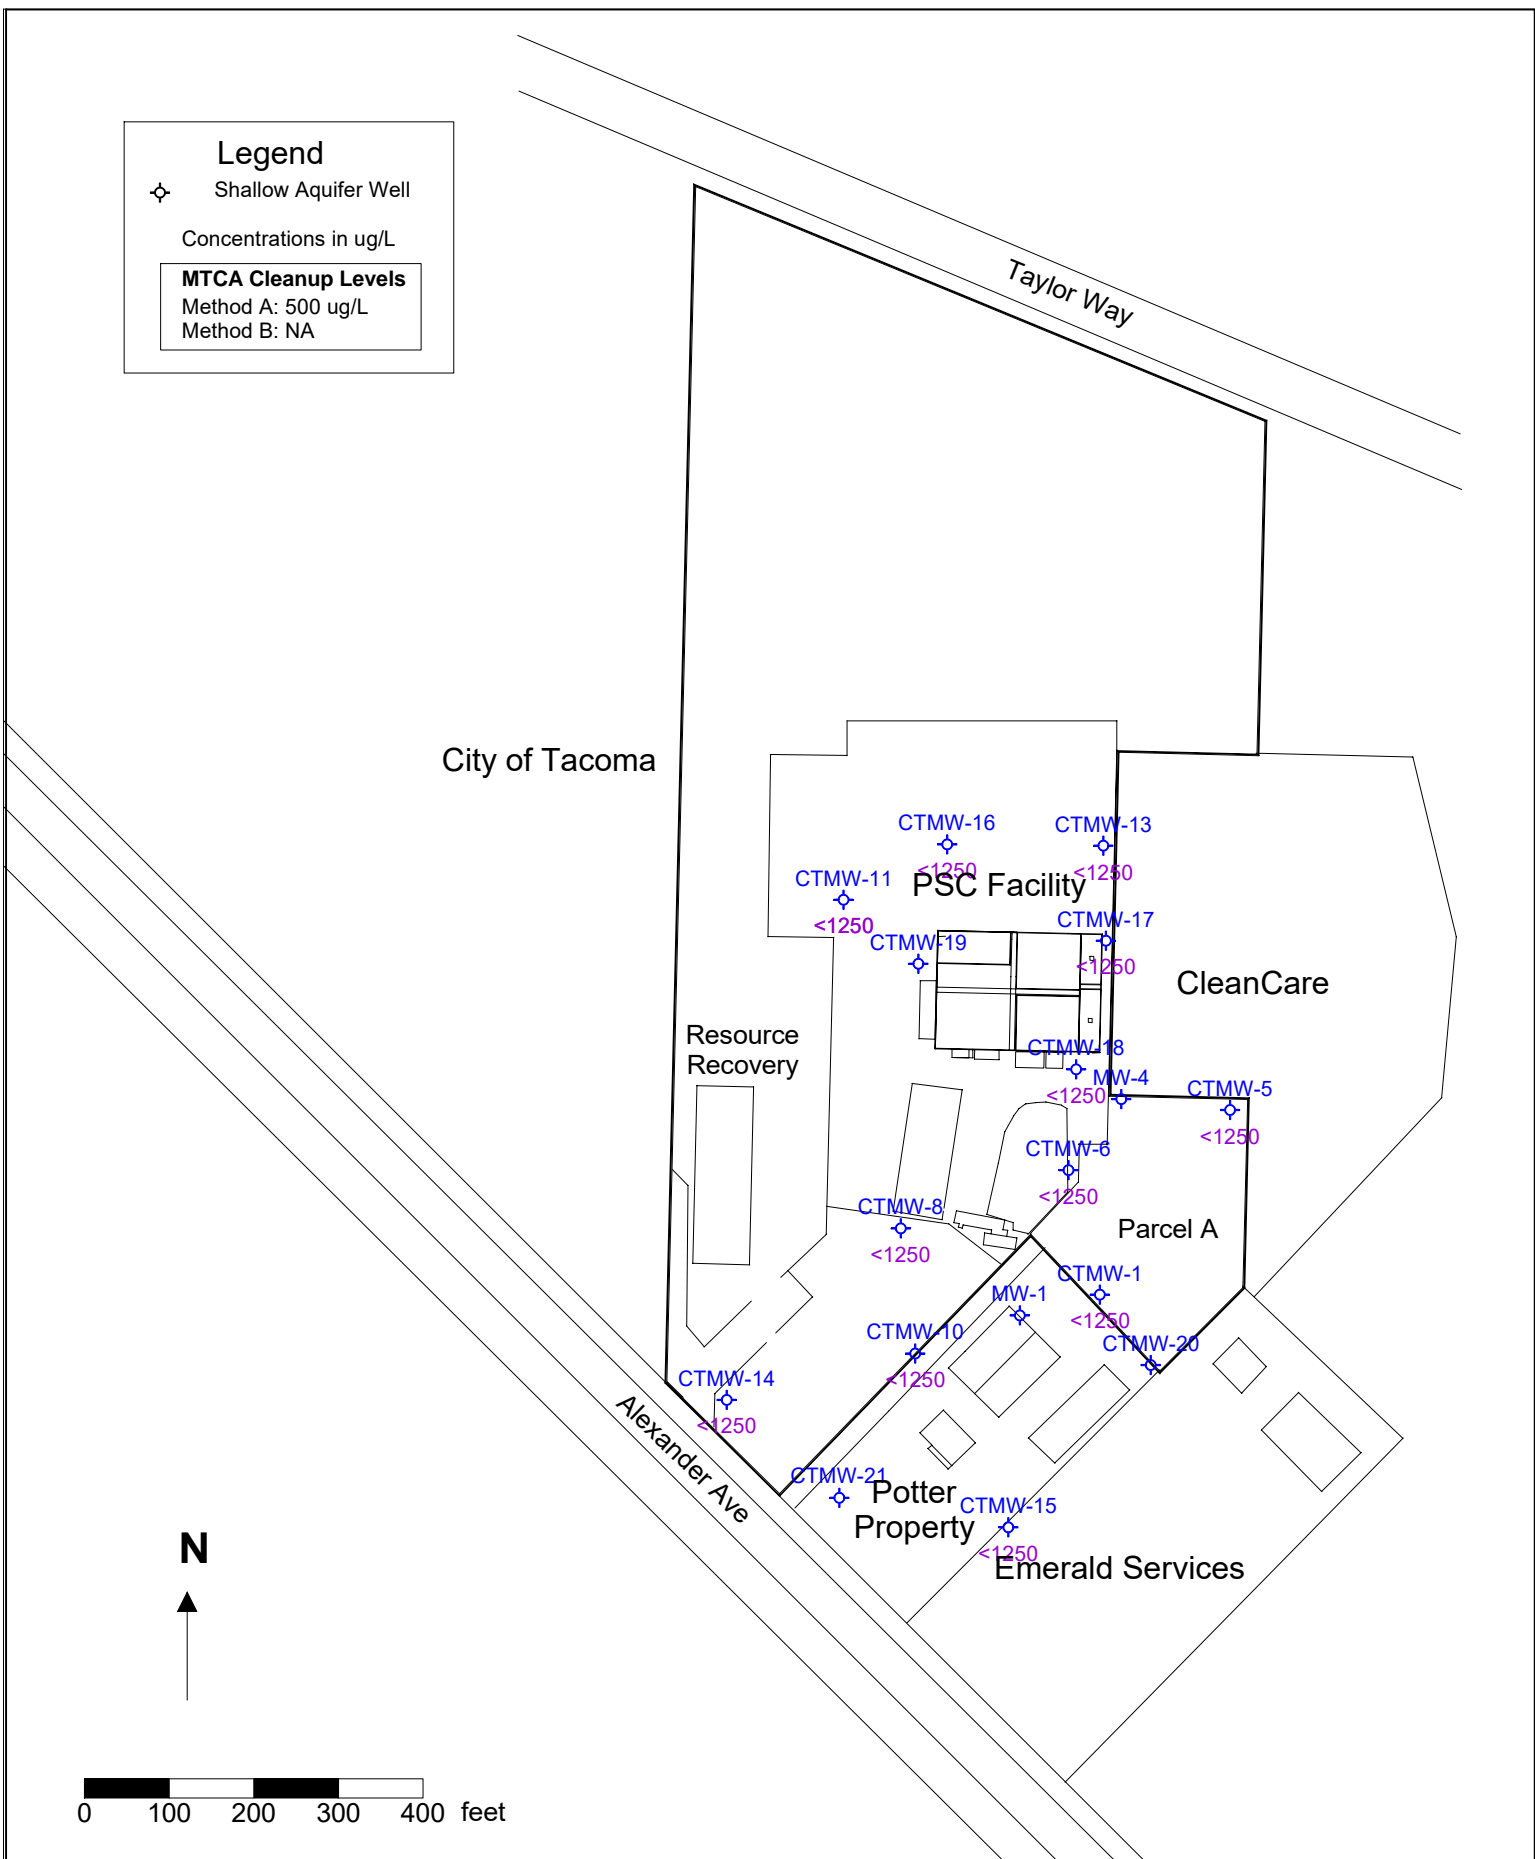 Legend
Shallow Aquifer Well
Concentrations in ug/L
MTCA Cleanup Levels
Method A: 500 ug/L
Method B: NA
Taylor Way
City of Tacoma
CTMW-16
<1250
CTMW-13
<1250
PSC Facility
CTMW-11
<1250
CTMW-17
<1250
CTMW-19
CleanCare
Resource
Recovery
CTMW-18
<1250
MW-4
CTMW-5
<1250
CTMW-6
<1250
CTMW-8
<1250
Parcel A
CTMW-1
<1250
MW-1
CTMW-10
<1250
CTMW-20
CTMW-14
<1250
Alexander Ave
CTMW-21
Potter
Property
CTMW-15
<1250
Emerald Services
N
0 100 200 300 400 feet